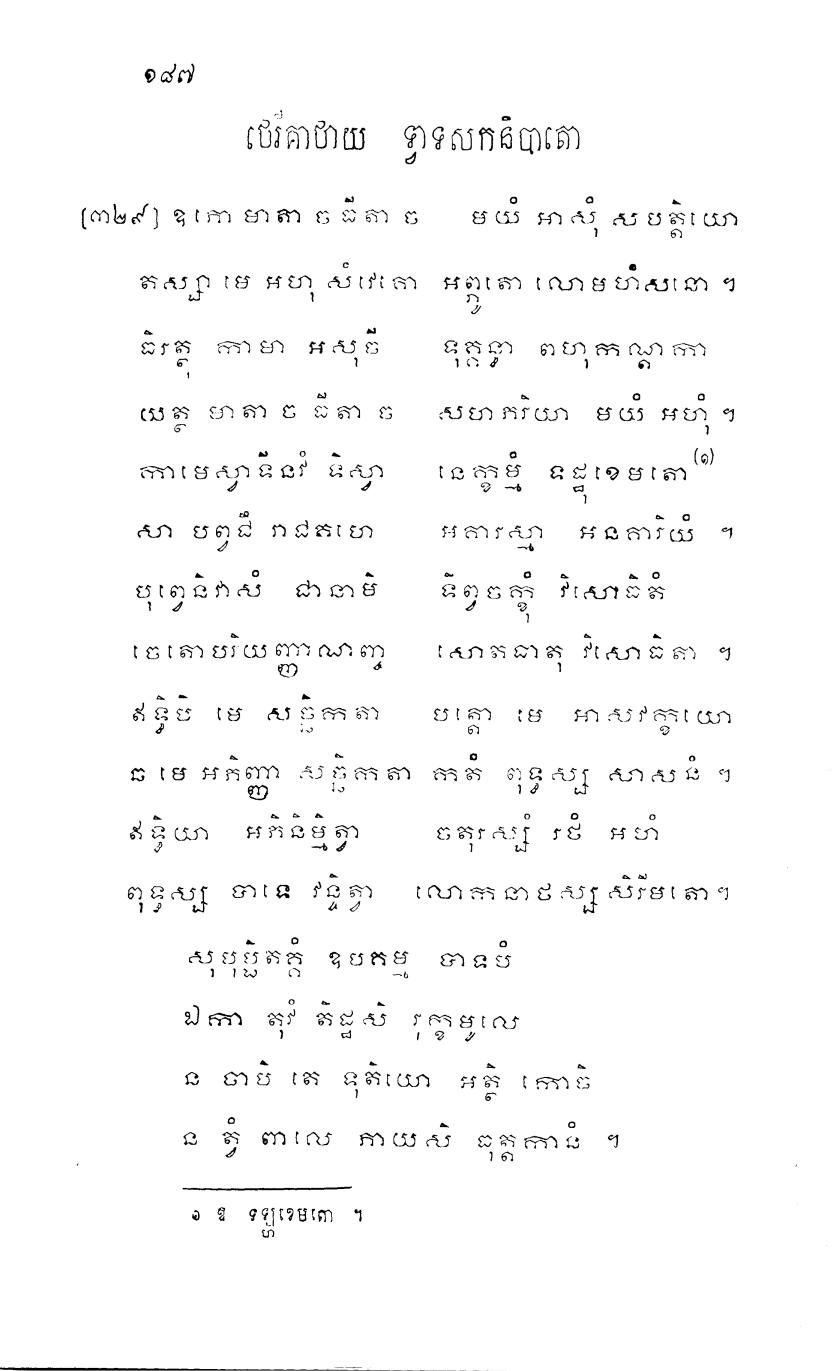 ១៨៧
ថេរីគាថាយ ទ្វាទសកនិបាតោ
[៣២៩] ឧភោ មាតា ច ធីតា ច មយំ អាសុំ សបត្តិយោ
តស្សា មេ អហុ សំវេគោ អព្ភូតោ លោមហំសនោ ។
ធិរត្ថុ កាមា អសុចី ទុគ្គន្ធា ពហុកណ្ដកា
យត្ថ មាតា ច ធីតា ច សហភរិយា មយំ អហុំ ។
កាមេស្វាទីនវំ ទិស្វា នេក្ខម្មំ ទដ្ឋុខេមតោ(១)
សា បព្វជឹ រាជគហេ អគារស្មា អនគារិយំ ។
បុព្វេនិវាសំ ជានាមិ ទិព្វចក្ខុំ វិសោធិតំ
ចេតោបរិយញ្ញាណញ្ច សោតធាតុ វិសោធិតា ។
ឥទ្ធិបិ មេ សច្ឆិកតា បត្តោ មេ អាសវក្ខយោ
ឆ មេ អភិញ្ញា សច្ឆិកតា កតំ ពុទ្ធស្ស សាសនំ ។
ឥទ្ធិយា អភិនិម្មិត្វា ចតុរស្សំ រថំ អហំ
ពុទ្ធស្ស បាទេ វន្ទិត្វា លោកនាថស្ស សិរីមតោ ។
សុបុប្ផិតគ្គំ ឧបគម្ម បាទបំ
ឯកា តុវំ តិដ្ឋសិ រុក្ខមូលេ
ន ចាបិ តេ ទុតិយោ អត្ថិ កោចិ
ន ត្វំ ពាលេ ភាយសិ ធុត្តកានំ ។
១ ឱ ទឡ្ហខេមតោ ។